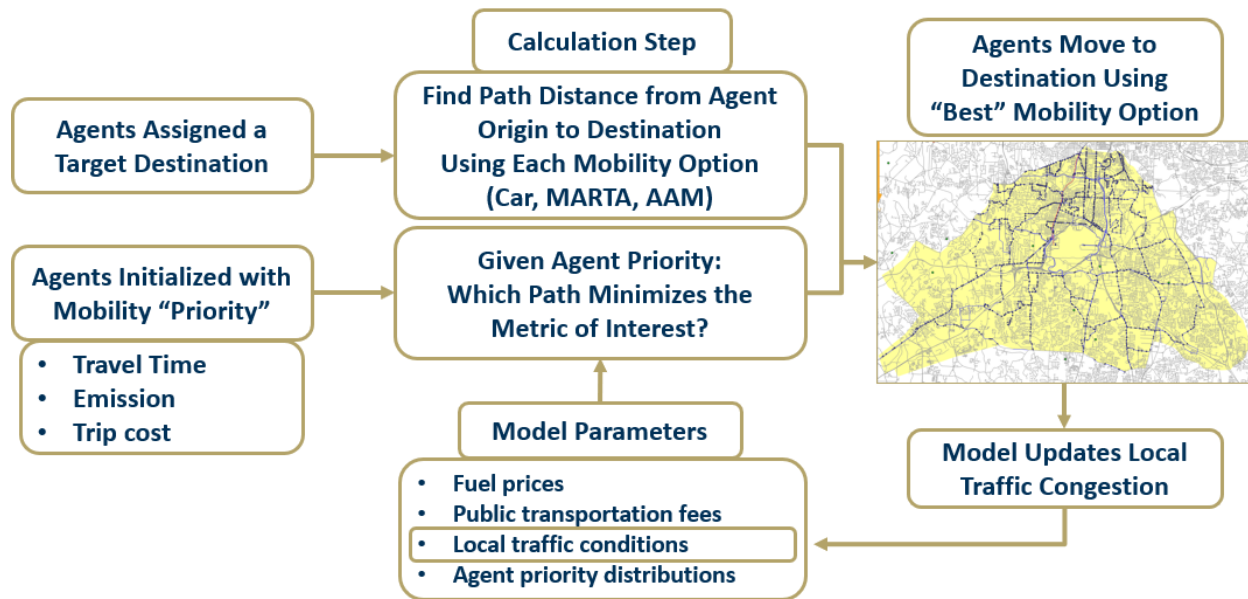 Calculation Step
Agents Assigned a
Target Destination
Find Path Distance from Agent
Origin to Destination
Using Each Mobility Option
(Car, MARTA, AAM)
Agents Move to
Destination Using
“Best” Mobility Option
Agents Initialized with
Mobility “Priority”
• Travel Time
• Emission
• Trip cost
Given Agent Priority:
Which Path Minimizes the
Metric of Interest?
Model Parameters
• Fuel prices
• Public transportation fees
• Local traffic conditions
• Agent priority distributions
Model Updates Local
Traffic Congestion